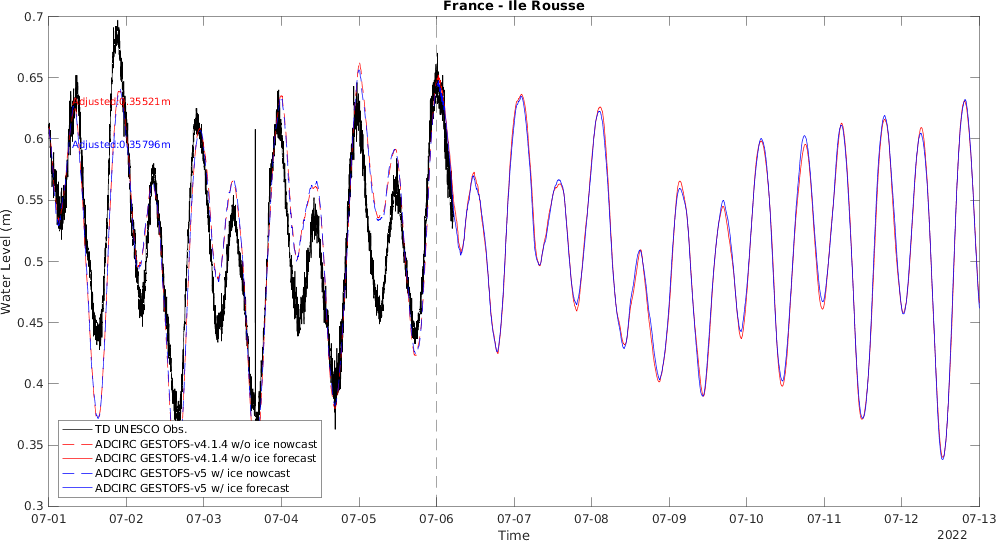 France - Ile Rousse
0.7
0.65
0.6
0.55
0.5
0.45
0.4
0.35
0.3
Water Level (m)
Adjusted:0.35521m
Adjusted:0.35796m
TD UNESCO Obs.
ADCIRC GESTOFS-v4.1.4 w/o ice nowcast
ADCIRC GESTOFS-v4.1.4 w/o ice forecast
ADCIRC GESTOFS-v5 w/ ice nowcast
ADCIRC GESTOFS-v5 w/ ice forecast
07-01 07-02 07-03 07-04 07-05 07-06 07-07 07-08 07-09 07-10 07-11 07-12 07-13
Time
2022